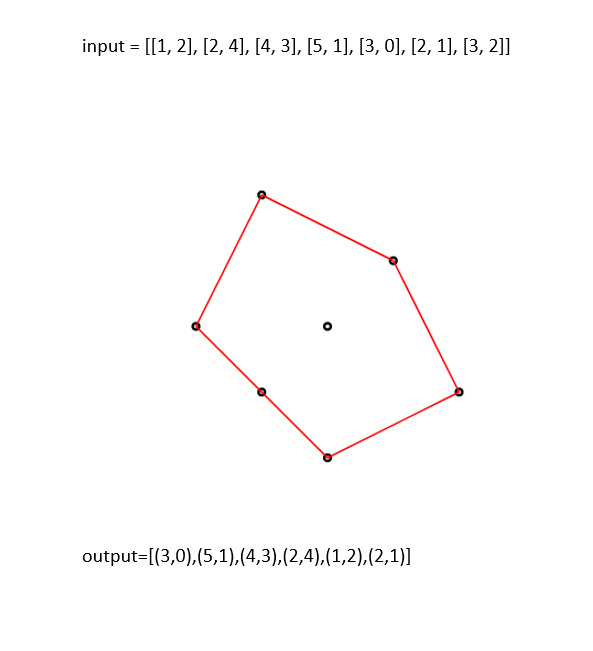 input = [[1, 2], [2, 4], [4, 3], [5, 1], [3, 0], [2, 1], [3, 2]]
output=[(3,0),(5,1),(4,3),(2,4),(1,2),(2,1)]